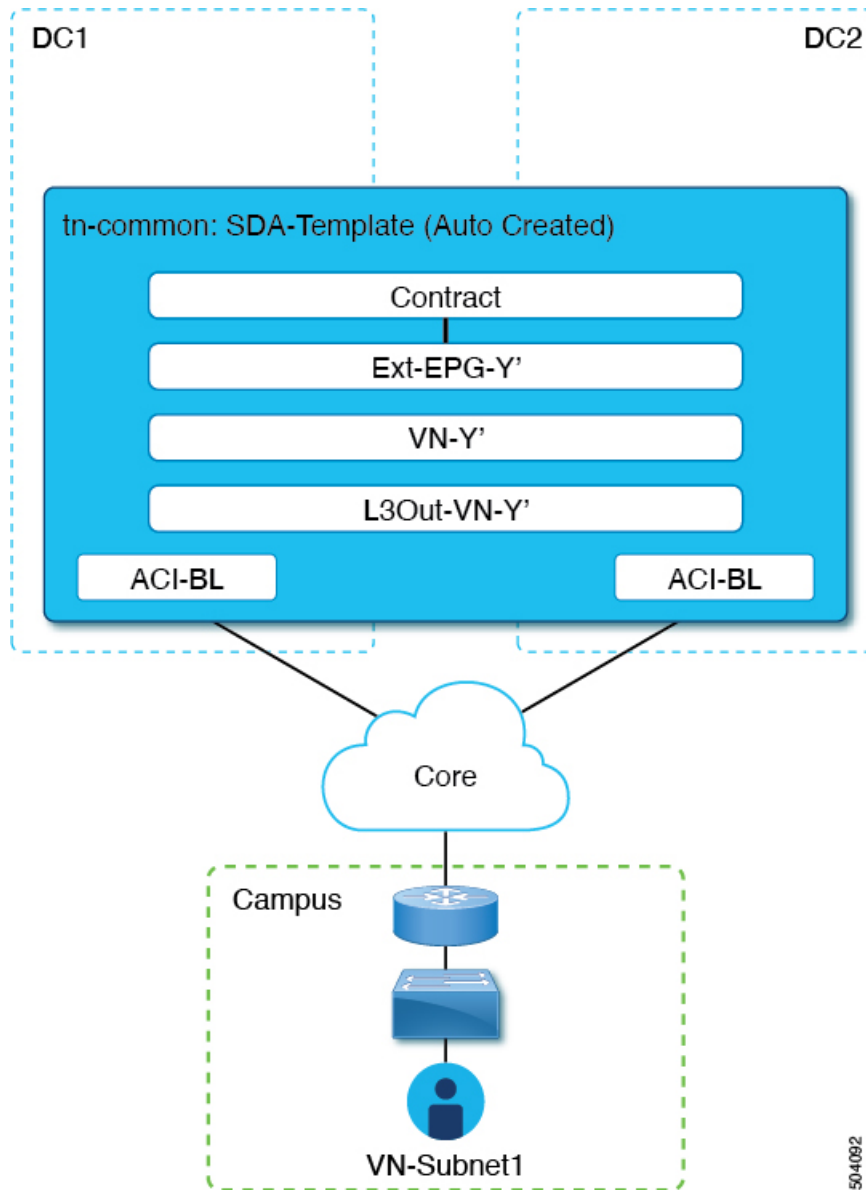 DC1
DC2
tn-common: SDA-Template (Auto Created)
Contract
Ext-EPG-Y’
VN-Y’
L3Out-VN-Y’
ACI-BL
ACI-BL
Core
Campus
VN-Subnet1
504092